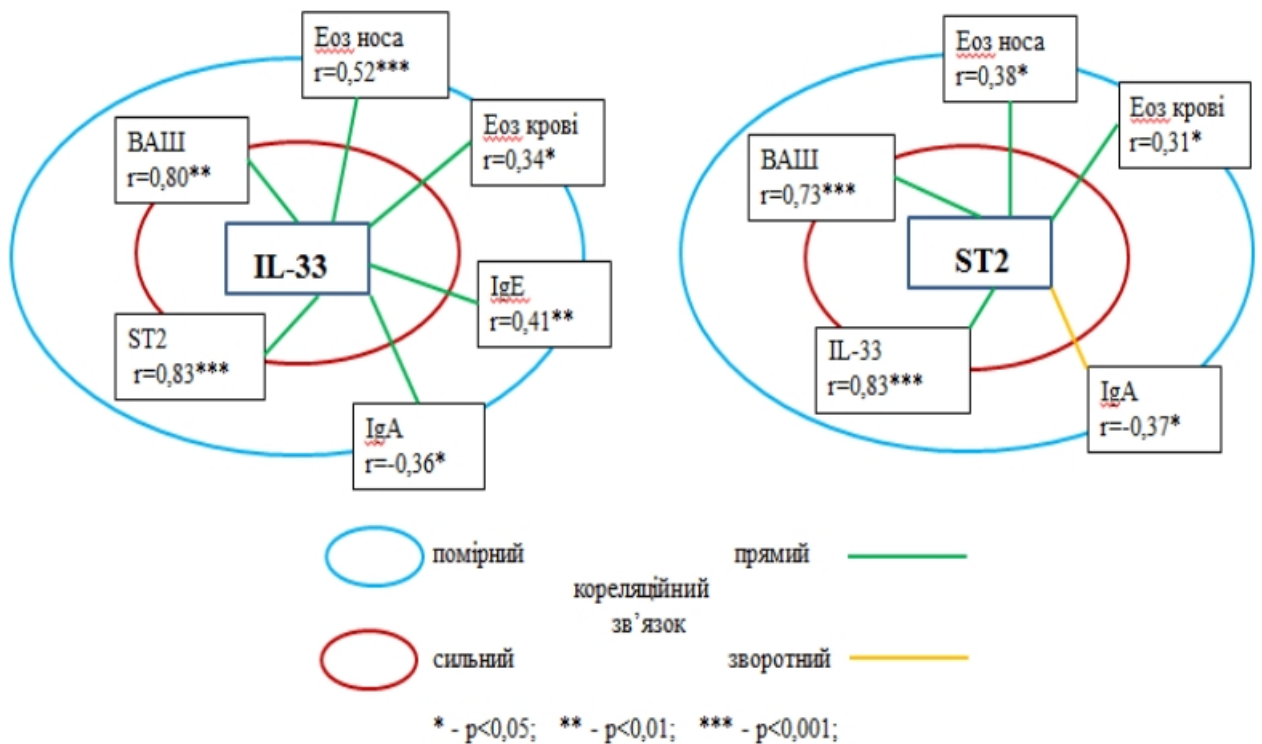 Еоз носа
r=0,52***
Еоз крові
r=0,34*
ВАШ
r=0,80**
IL-33
IgE
r=0,41**
ST2
r=0,83***
IgA
r=-0,36*
Еоз носа
r=0,38*
Еоз крові
r=0,31*
ВАШ
r=0,73***
ST2
IL-33
r=0,83***
IgA
r=-0,37*
помірний
прямий
кореляційний
зв’язок
сильний
зворотний
* - p<0,05; ** - p<0,01; *** - p<0,001;